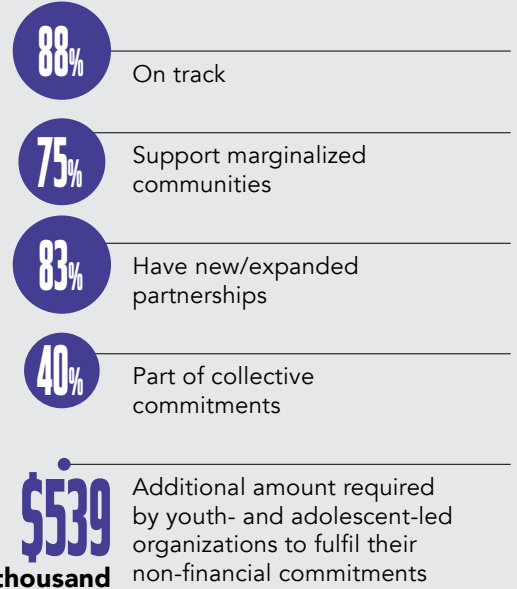 88%
On track
75%
Support marginalized
communities
83%
Have new/expanded
partnerships
40%
Part of collective
commitments
$539
thousand
Additional amount required
by youth- and adolescent-led
organizations to fulfil their
non-financial commitments